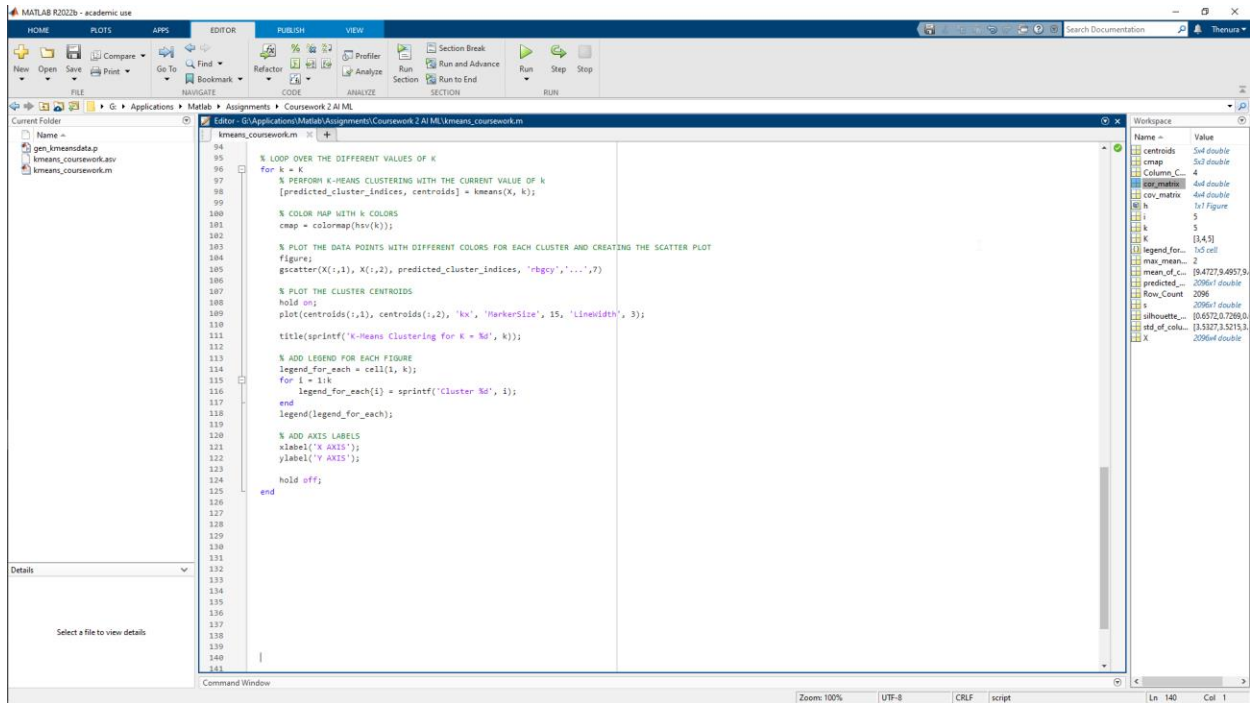 MATLAB R2022b - academic use
HOME PLOTS APPS EDITOR PUBLISH VIEW
Search Documentation
Thenura
New Open Save Compare Print
Go To Find Bookmark
Refactor
Profiler Analyze
Run Section
Section Break
Run and Advance
Run to End
Run Step Stop
FILE NAVIGATE CODE ANALYZE SECTION RUN
G: Applications Matlab Assignments Coursework 2 AI ML
Current Folder
Name
gen_kmeansdata.p
kmeans_coursework.asv
kmeans_coursework.m
Details
Select a file to view details
Editor - G:\Applications\Matlab\Assignments\Coursework 2 AI ML\kmeans_coursework.m
kmeans_coursework.m
94
95 % LOOP OVER THE DIFFERENT VALUES OF K
96 for k = K
97 % PERFORM K-MEANS CLUSTERING WITH THE CURRENT VALUE OF k
98 [predicted_cluster_indices, centroids] = kmeans(X, k);
99
100 % COLOR MAP WITH k COLORS
101 cmap = colormap(hsv(k));
102
103 % PLOT THE DATA POINTS WITH DIFFERENT COLORS FOR EACH CLUSTER AND CREATING THE SCATTER PLOT
104 figure;
105 gscatter(X(:,1), X(:,2), predicted_cluster_indices, 'rbgcy','...',7)
106
107 % PLOT THE CLUSTER CENTROIDS
108 hold on;
109 plot(centroids(:,1), centroids(:,2), 'kx', 'MarkerSize', 15, 'LineWidth', 3);
110
111 title(sprintf('K-Means Clustering for K = %d', k));
112
113 % ADD LEGEND FOR EACH FIGURE
114 legend_for_each = cell(1, k);
115 for i = 1:k
116 legend_for_each{i} = sprintf('Cluster %d', i);
117 end
118 legend(legend_for_each);
119
120 % ADD AXIS LABELS
121 xlabel('X AXIS');
122 ylabel('Y AXIS');
123
124 hold off;
125 end
126
127
128
129
130
131
132
133
134
135
136
137
138
139
140
141
Command Window
Workspace
Name Value
centroids 5x4 double
cmap 5x3 double
Column_C... 4
cor_matrix 4x4 double
cov_matrix 4x4 double
h 1x1 Figure
i 5
k 5
K [3,4,5]
legend_for... 1x5 cell
max_mean... 2
mean_of_c... [9.4727,9.4957,9.
predicted_... 2096x1 double
Row_Count 2096
s 2096x1 double
silhouette_... [0.6572,0.7269,0.
std_of_colu... [3.5327,3.5215,3.
X 2096x4 double
Zoom: 100% UTF-8 CRLF script Ln 140 Col 1